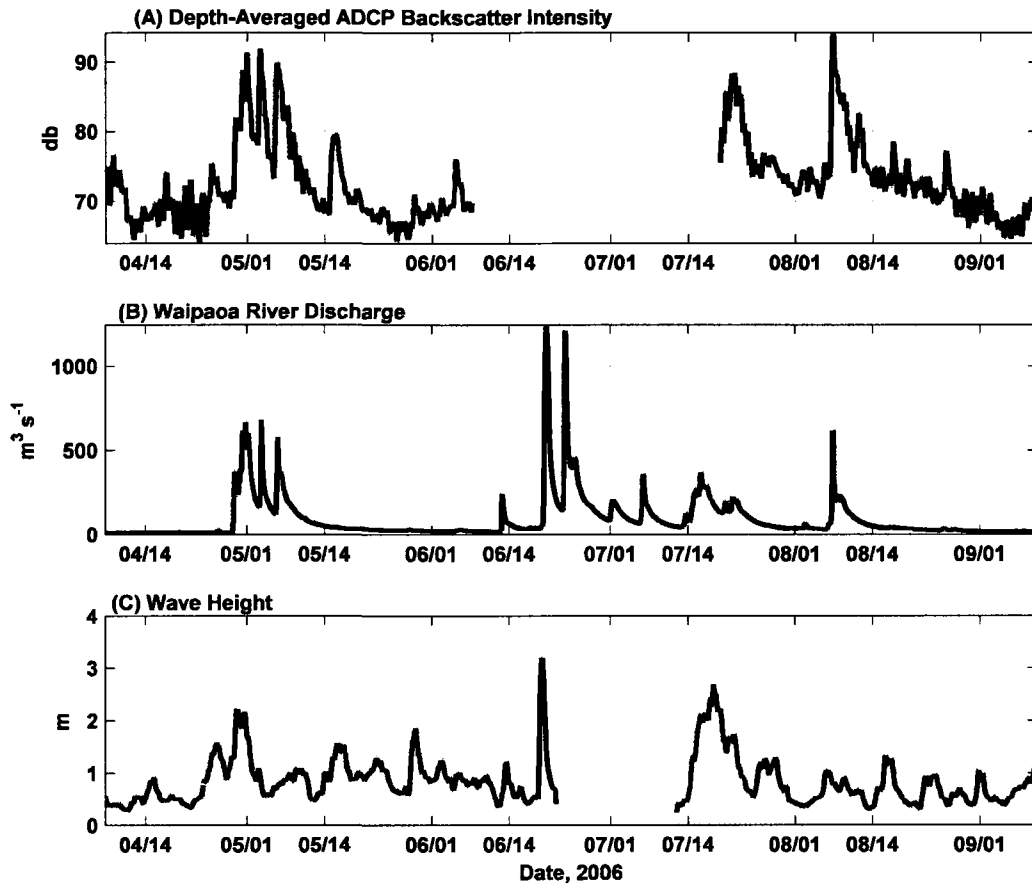 (A) Depth-Averaged ADCP Backscatter Intensity
90
80
70
db
04/14 05/01 05/14 06/01 06/14 07/01 07/14 08/01 08/14 09/01
(B) Waipaoa River Discharge
1000
500
0
m³ s⁻¹
04/14 05/01 05/14 06/01 06/14 07/01 07/14 08/01 08/14 09/01
(C) Wave Height
4
3
2
1
0
m
04/14 05/01 05/14 06/01 06/14 07/01 07/14 08/01 08/14 09/01
Date, 2006